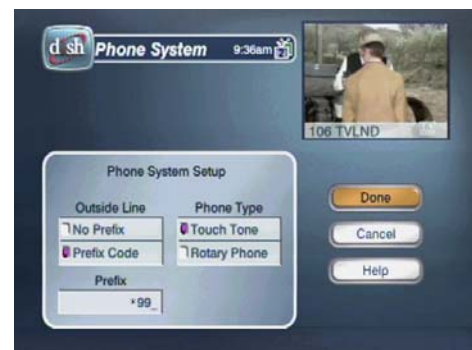 dish Phone System 9:36am
106 TVLND
Phone System Setup
Outside Line
Phone Type
No Prefix
Touch Tone
Prefix Code
Rotary Phone
Prefix
*99_
Done
Cancel
Help